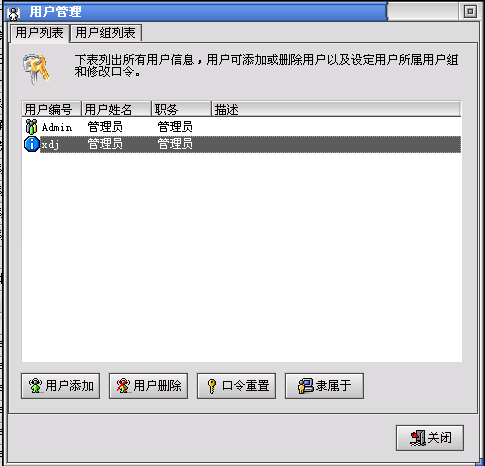 用户管理
用户列表 用户组列表
下表列出所有用户信息，用户可添加或删除用户以及设定用户所属用户组
和修改口令。
用户编号 用户姓名 职务 描述
Admin 管理员 管理员
xdj 管理员 管理员
用户添加 用户删除 口令重置 隶属于
关闭